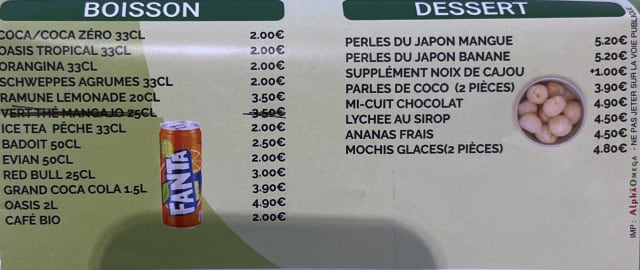 BOISSON
COCA/COCA ZÉRO 33CL 2.00€
OASIS TROPICAL 33CL 2.00€
ORANGINA 33CL 2.00€
SCHWEPPES AGRUMES 33CL 2.00€
RAMUNE LEMONADE 20CL 3.50€
VERT THÉ MANGAJO 25CL 3.50€
ICE TEA PÊCHE 33CL 2.00€
BADOIT 50CL 2.50€
EVIAN 50CL 2.00€
RED BULL 25CL 3.00€
GRAND COCA COLA 1.5L 3.90€
OASIS 2L 4.90€
CAFÉ BIO 2.00€
FANTA
DESSERT
PERLES DU JAPON MANGUE 5.20€
PERLES DU JAPON BANANE 5.20€
SUPPLÉMENT NOIX DE CAJOU +1.00€
PARLES DE COCO (2 PIÈCES) 3.90€
MI-CUIT CHOCOLAT 4.90€
LYCHEE AU SIROP 4.50€
ANANAS FRAIS 4.50€
MOCHIS GLACES(2 PIÈCES) 4.80€
IMP : AlphaOmega - NE PAS JETER SUR LA VOIE PUBLIQUE